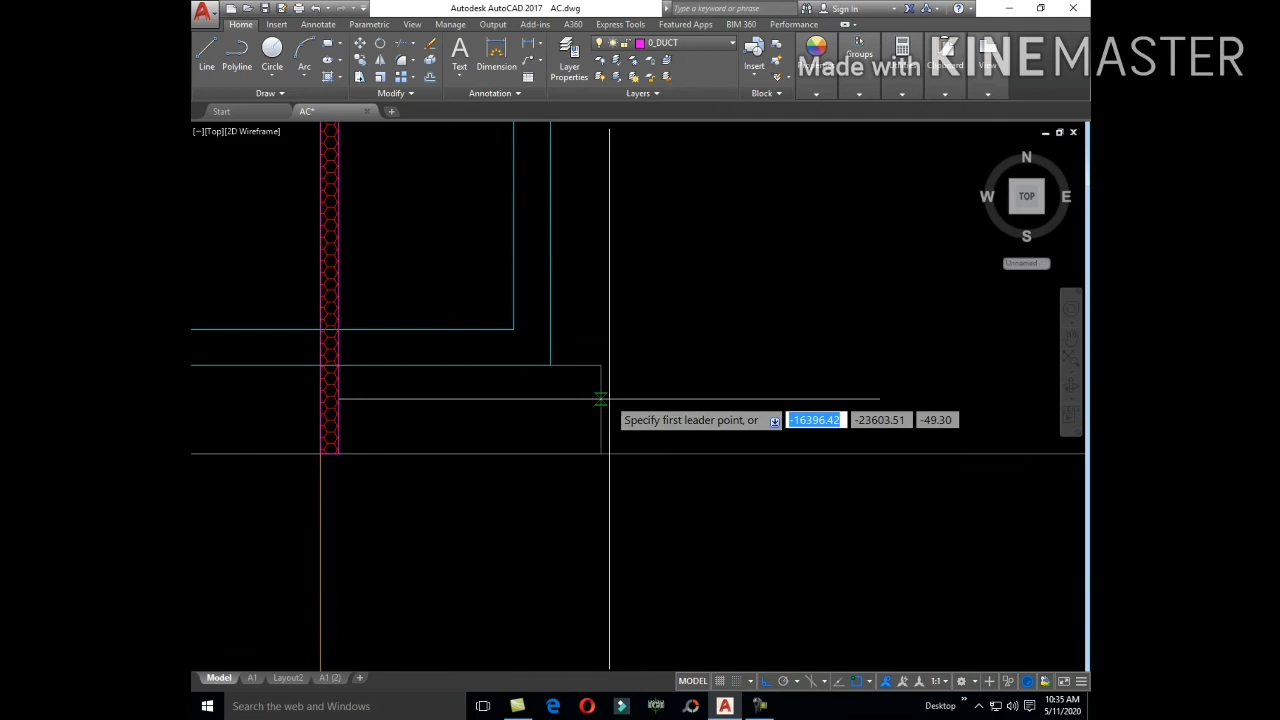 Autodesk AutoCAD 2017 AC.dwg
Type a keyword or phrase
Sign In
Home Insert Annotate Parametric View Manage Output Add-ins A360 Express Tools Featured Apps BIM 360 Performance
Made with KINEMASTER
Line Polyline Circle Arc
Text Dimension
Layer Properties
0_DUCT
Insert
Groups
Draw Modify Annotation Layers Block
Start AC*
[−][Top][2D Wireframe]
N
W TOP E
S
Unnamed
Specify first leader point, or -16396.42 -23603.51 -49.30
Model A1 Layout2 A1 (2)
MODEL 1:1
Search the web and Windows
Desktop
10:35 AM
5/11/2020